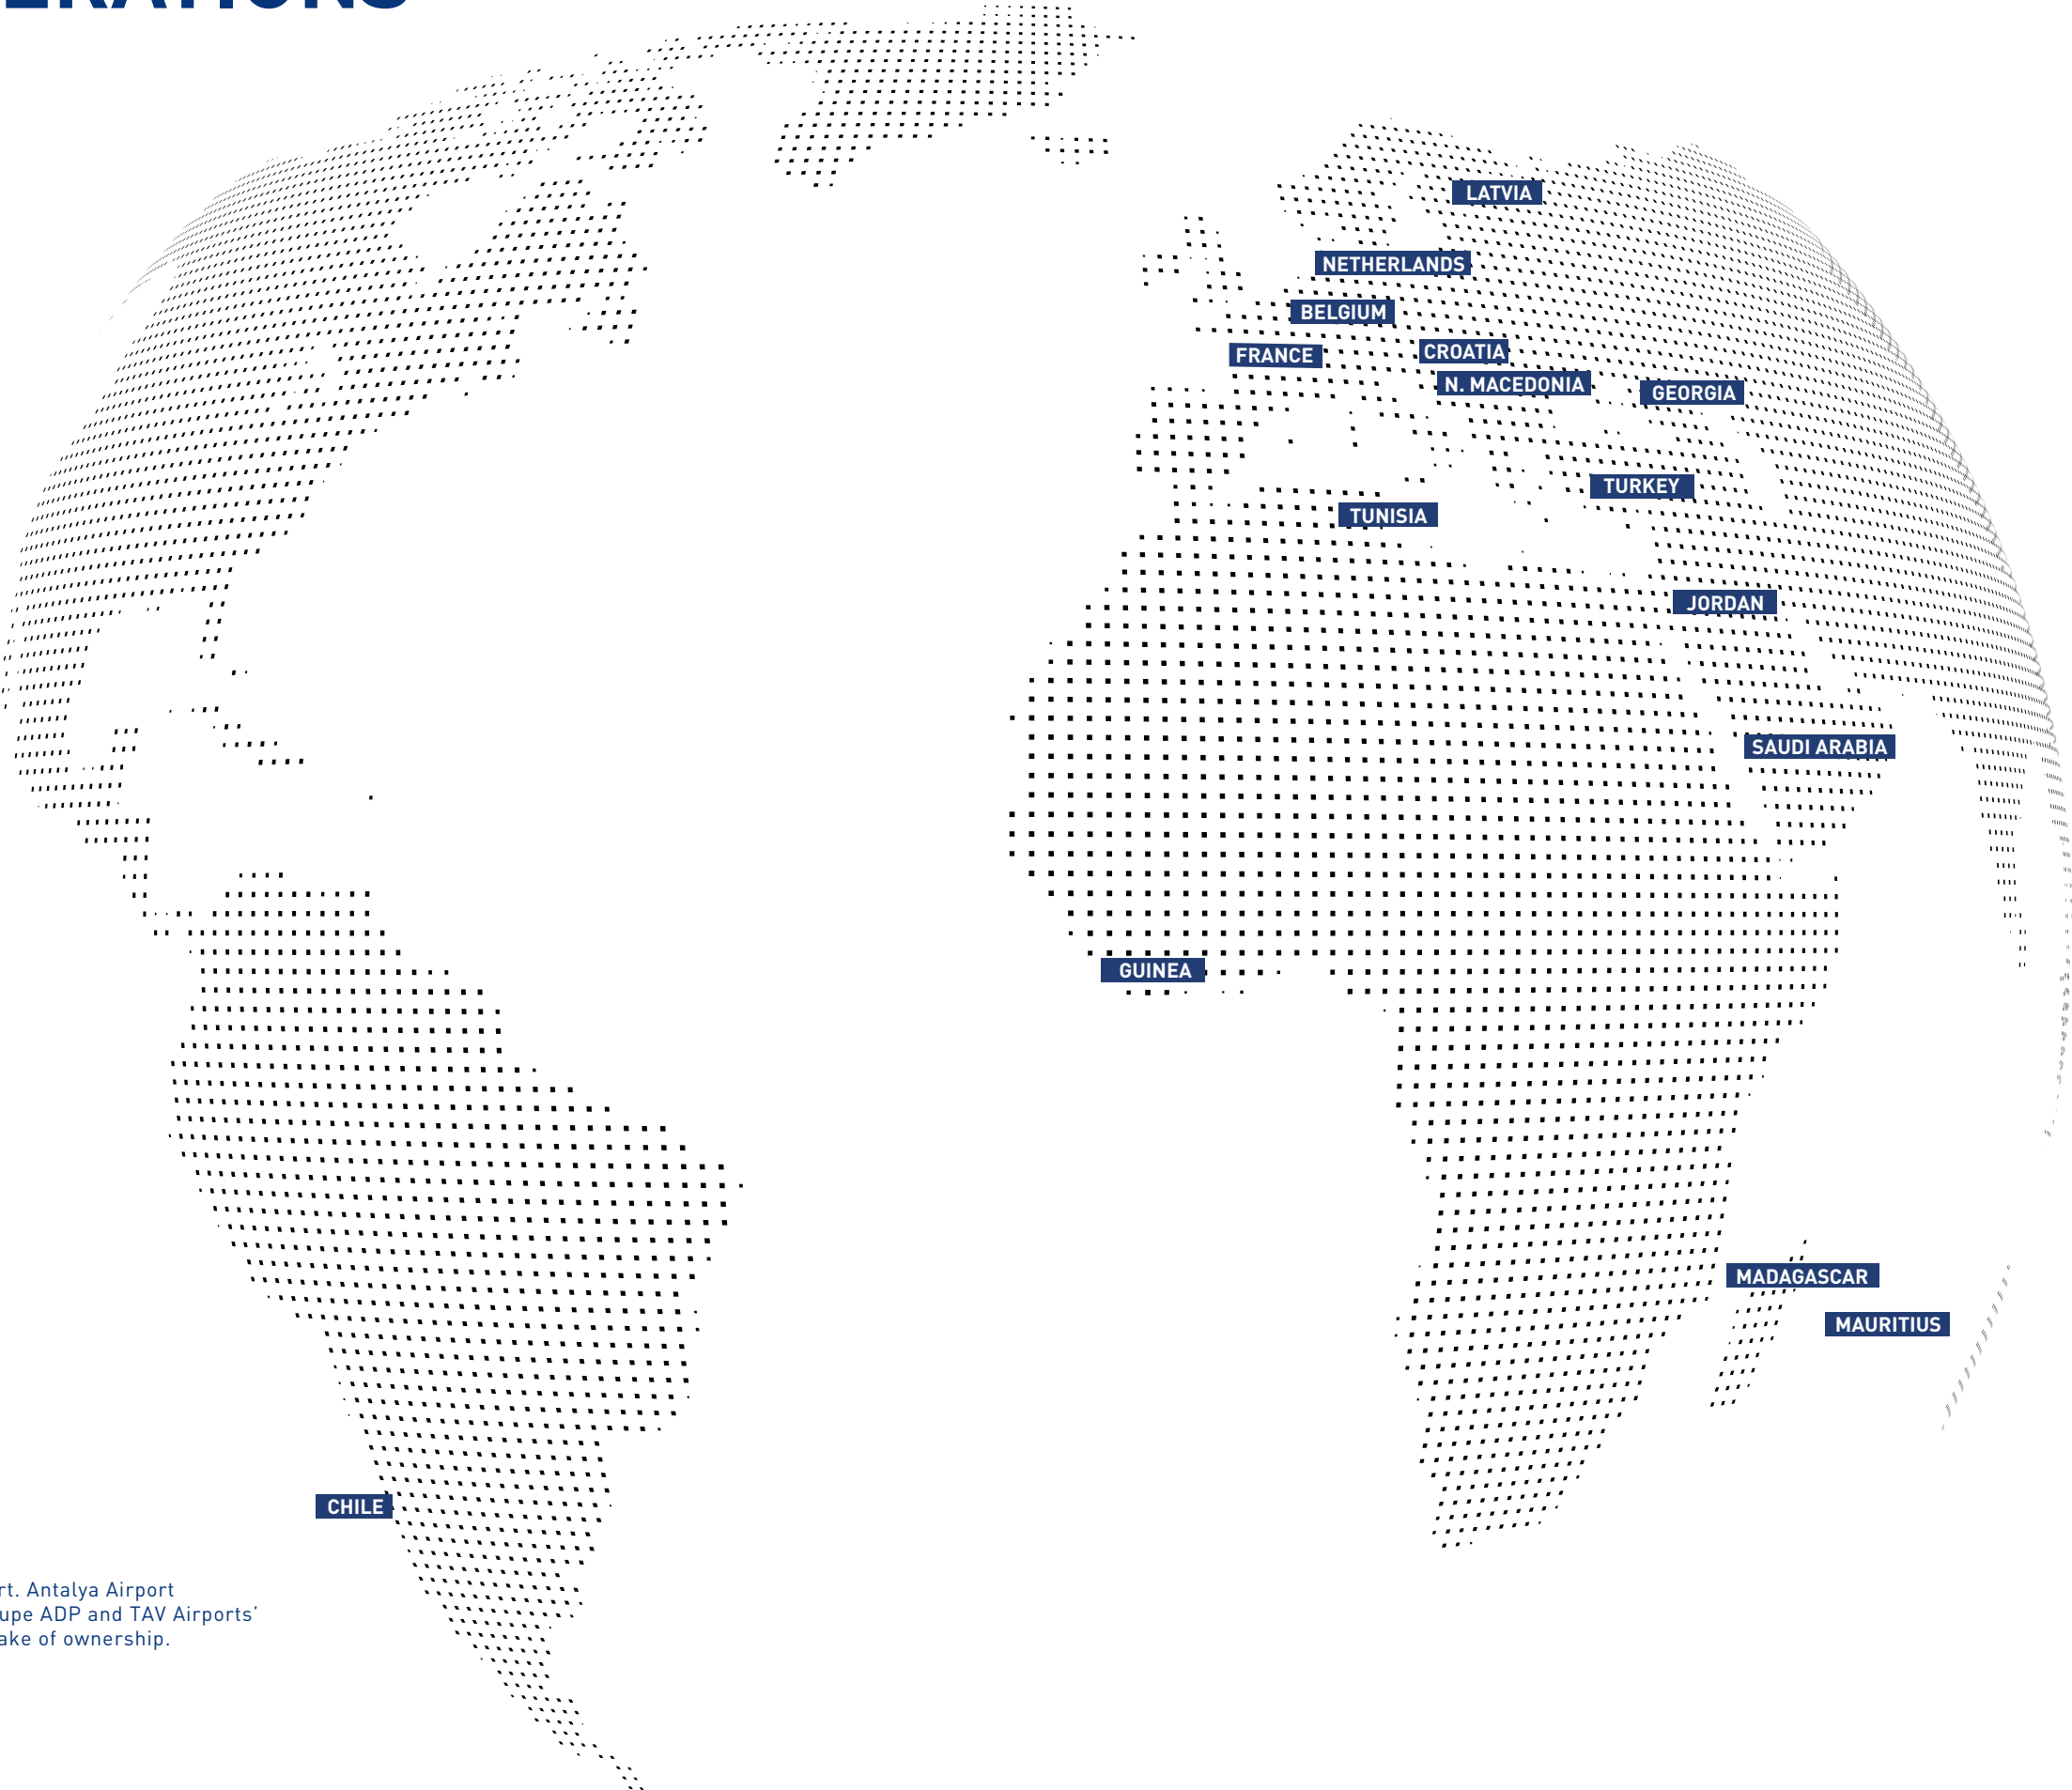 ERATIONS
LATVIA
NETHERLANDS
BELGIUM
CROATIA
FRANCE
N. MACEDONIA
GEORGIA
TURKEY
TUNISIA
JORDAN
SAUDI ARABIA
GUINEA
MADAGASCAR
MAURITIUS
CHILE
rt. Antalya Airport
upe ADP and TAV Airports’
ake of ownership.